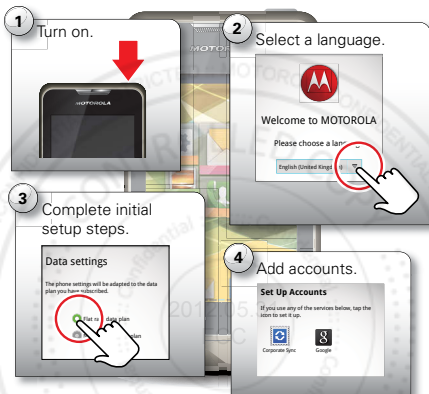 1
Turn on.
MOTOROLA
2
Select a language.
Welcome to MOTOROLA
Please choose a
English (United
3
Complete initial
setup steps.
Data settings
The phone settings will be adapted to the data
plan you have subscribed.
Flat data plan
plan
4
Add accounts.
Set Up Accounts
If you use any of the services below, tap the
icon to set it up.
Corporate Sync
Google
2012.05.